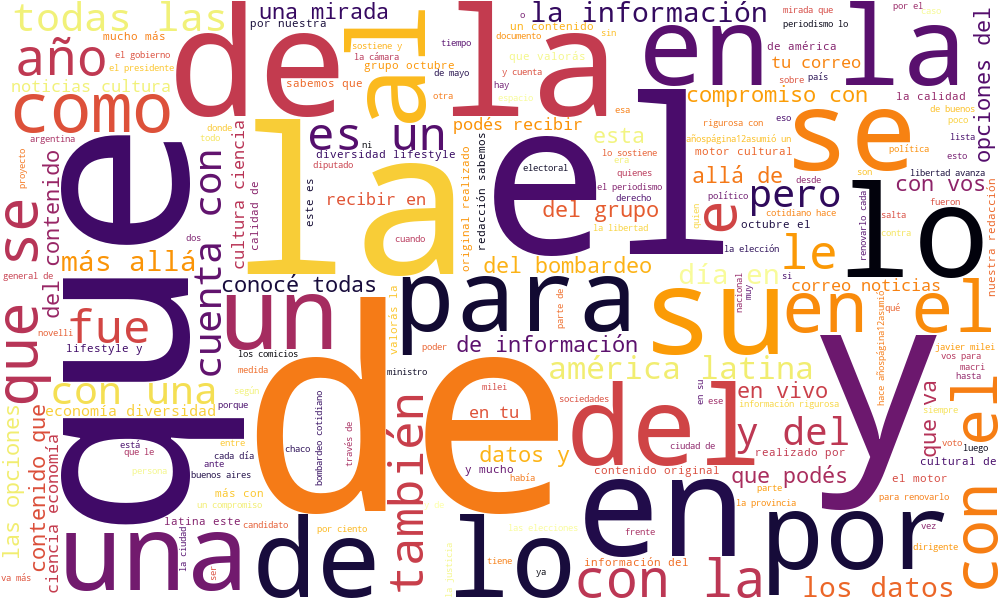 todas las
mucho más
el gobierno
el presidente
noticias cultura
año
como
argentina
donde
todo
por nuestra
una mirada
de la
sabemos que
al
sostiene y
la cámara
grupo octubre
tiempo
de mayo
otra
la
o
documento
un contenido
sin
que valoras
y cuenta
hay
espacio
esa
la información
en la
periodismo lo
mirada que
por el
de américa
tu correo
sobre
país
opciones del
compromiso con
la calidad
rigurosa con
eso
de buenos
poco
añospágina12asumió un
lista
esto
política
se
es un
podés recibir
esta
ni
diversidad lifestyle
diputado
este es
recibir en
cuando
original realizado
redacción sabemos
el
electoral
lo sostiene
era
quienes
el periodismo
derecho
la libertad
motor cultural
allá de
desde
son
libertad avanza
con vos
pero
político
e
quien
cotidiano hace
octubre el
del grupo
la elección
le
salta
contra
renovarlo cada
fueron
lo
nuestra redacción
proyecto
que se
del contenido
que
dos
cuenta con
cultura ciencia
calidad de
más allá
general de
fue
novelli
lifestyle y
conocé todas
un
los comicios
medida
valorás la
para
poder
de información
ministro
del bombardeo
parte de
día en
su
si
nacional
muy
correo noticias
en el
qué
hace añospágina12asumió
javier milei
vos para
macri
hasta
américa latina
con una
según
economía diversidad
porque
milei
de
en tu
sociedades
en su
ese
en vivo
información rigurosa
siempre
voto
luego
las opciones
contenido que
ciencia economía
está
que le
entre
cada día
ante
buenos aires
persona
chaco
bombardeo cotidiano
través de
también
datos y
y mucho
había
del
ciudad de
contenido original
y del
realizado por
y
que va
cultural de
que podés
el motor
más con
un compromiso
latina este
candidato
por ciento
la ciudad
ser
va más
una
de lo
la justicia
tiene
las elecciones
ya
en
frente
información del
parte
la provincia
por
para renovarlo
vez
dirigente
con la
los datos
con el